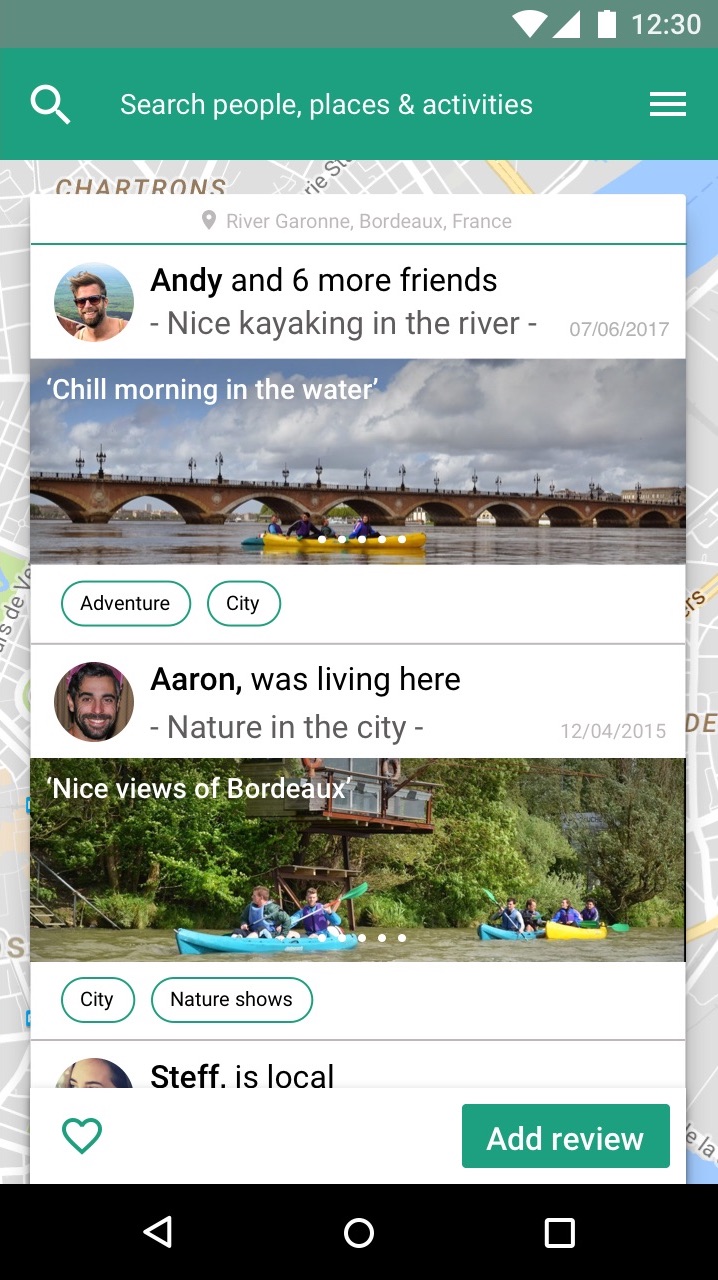 12:30
Search people, places & activities
CHARTRONS
River Garonne, Bordeaux, France
Andy and 6 more friends
- Nice kayaking in the river -
07/06/2017
‘Chill morning in the water’
Adventure
City
Aaron, was living here
- Nature in the city -
12/04/2015
‘Nice views of Bordeaux’
City
Nature shows
Steff, is local
Add review
de la